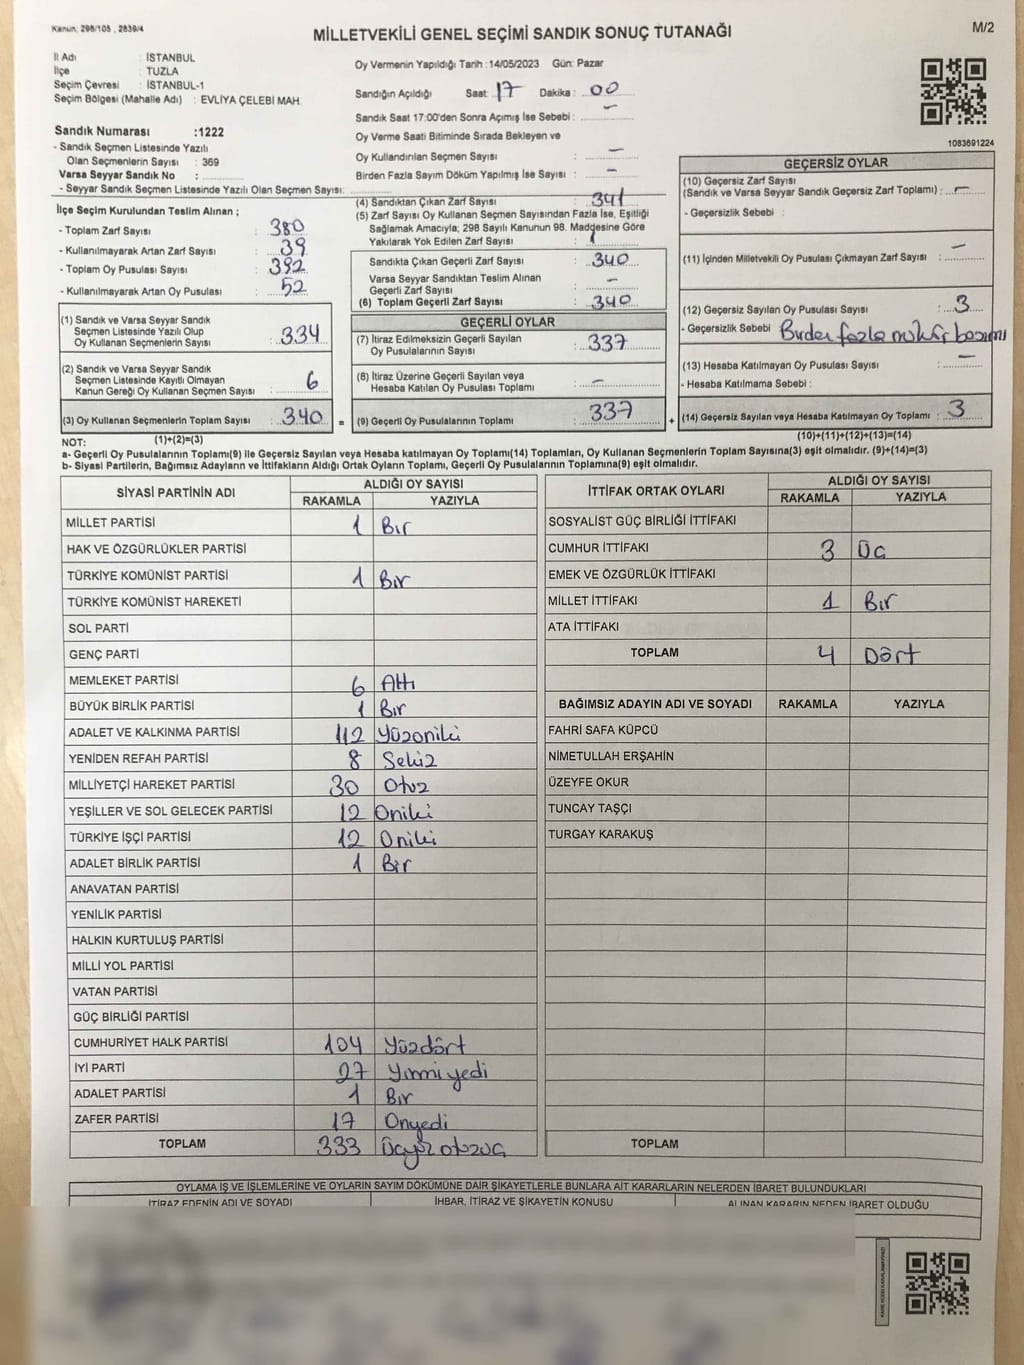 Kanun. 298/105 , 2839/4
MİLLETVEKİLİ GENEL SEÇİMİ SANDIK SONUÇ TUTANAĞI
M/2
İl Adı : İSTANBUL
İlçe : TUZLA
Seçim Çevresi : İSTANBUL-1
Seçim Bölgesi (Mahalle Adı) : EVLİYA ÇELEBİ MAH.
Sandık Numarası :1222
- Sandık Seçmen Listesinde Yazılı
Olan Seçmenlerin Sayısı : 369
Varsa Seyyar Sandık No :
- Seyyar Sandık Seçmen Listesinde Yazılı Olan Seçmen Sayısı:
Oy Vermenin Yapıldığı Tarih :14/05/2023 Gün: Pazar
Sandığın Açıldığı Saat: 17 Dakika : 00
Sandık Saat 17:00'den Sonra Açımış İse Sebebi : –
Oy Verme Saati Bitiminde Sırada Bekleyen ve
Oy Kullandırılan Seçmen Sayısı : –
Birden Fazla Sayım Döküm Yapılmış İse Sayısı : –
1083691224
İlçe Seçim Kurulundan Teslim Alınan ;
- Toplam Zarf Sayısı : 380
- Kullanılmayarak Artan Zarf Sayısı : 39
- Toplam Oy Pusulası Sayısı : 392
- Kullanılmayarak Artan Oy Pusulası : 52
(1) Sandık ve Varsa Seyyar Sandık
Seçmen Listesinde Yazılı Olup
Oy Kullanan Seçmenlerin Sayısı : 334
(2) Sandık ve Varsa Seyyar Sandık
Seçmen Listesinde Kayıtlı Olmayan
Kanun Gereği Oy Kullanan Seçmen Sayısı : 6
(3) Oy Kullanan Seçmenlerin Toplam Sayısı : 340 =
(4) Sandıktan Çıkan Zarf Sayısı : 341
(5) Zarf Sayısı Oy Kullanan Seçmen Sayısından Fazla İse, Eşitliği
Sağlamak Amacıyla; 298 Sayılı Kanunun 98. Maddesine Göre
Yakılarak Yok Edilen Zarf Sayısı : 1
Sandıkta Çıkan Geçerli Zarf Sayısı : 340
Varsa Seyyar Sandıktan Teslim Alınan
Geçerli Zarf Sayısı : –
(6) Toplam Geçerli Zarf Sayısı : 340
GEÇERLİ OYLAR
(7) İtiraz Edilmeksizin Geçerli Sayılan
Oy Pusulalarının Sayısı : 337
(8) İtiraz Üzerine Geçerli Sayılan veya
Hesaba Katılan Oy Pusulası Toplamı : –
(9) Geçerli Oy Pusulalarının Toplamı : 337 +
GEÇERSİZ OYLAR
(10) Geçersiz Zarf Sayısı
(Sandık ve Varsa Seyyar Sandık Geçersiz Zarf Toplamı) : –
- Geçersizlik Sebebi :
(11) İçinden Milletvekili Oy Pusulası Çıkmayan Zarf Sayısı : –
(12) Geçersiz Sayılan Oy Pusulası Sayısı : 3
- Geçersizlik Sebebi Birden fazla mühür basımı
(13) Hesaba Katılmayan Oy Pusulası Sayısı : –
- Hesaba Katılmama Sebebi :
(14) Geçersiz Sayılan veya Hesaba Katılmayan Oy Toplamı : 3
NOT: (1)+(2)=(3) (10)+(11)+(12)+(13)=(14)
a- Geçerli Oy Pusulalarının Toplamı(9) ile Geçersiz Sayılan veya Hesaba katılmayan Oy Toplamı(14) Toplamları, Oy Kullanan Seçmenlerin Toplam Sayısına(3) eşit olmalıdır. (9)+(14)=(3)
b- Siyasi Partilerin, Bağımsız Adayların ve İttifakların Aldığı Ortak Oyların Toplamı, Geçerli Oy Pusulalarının Toplamına(9) eşit olmalıdır.
SİYASİ PARTİNİN ADI ALDIĞI OY SAYISI
RAKAMLA YAZIYLA
MİLLET PARTİSİ 1 Bir
HAK VE ÖZGÜRLÜKLER PARTİSİ
TÜRKİYE KOMÜNİST PARTİSİ 1 Bir
TÜRKİYE KOMÜNİST HAREKETİ
SOL PARTİ
GENÇ PARTİ
MEMLEKET PARTİSİ 6 Altı
BÜYÜK BİRLİK PARTİSİ 1 Bir
ADALET VE KALKINMA PARTİSİ 112 Yüzoniki
YENİDEN REFAH PARTİSİ 8 Sekiz
MİLLİYETÇİ HAREKET PARTİSİ 30 Otuz
YEŞİLLER VE SOL GELECEK PARTİSİ 12 Oniki
TÜRKİYE İŞÇİ PARTİSİ 12 Oniki
ADALET BİRLİK PARTİSİ 1 Bir
ANAVATAN PARTİSİ
YENİLİK PARTİSİ
HALKIN KURTULUŞ PARTİSİ
MİLLİ YOL PARTİSİ
VATAN PARTİSİ
GÜÇ BİRLİĞİ PARTİSİ
CUMHURİYET HALK PARTİSİ 104 Yüzdört
İYİ PARTİ 27 Yirmiyedi
ADALET PARTİSİ 1 Bir
ZAFER PARTİSİ 17 Onyedi
TOPLAM 333 Üçyüz otuzüç
İTTİFAK ORTAK OYLARI ALDIĞI OY SAYISI
RAKAMLA YAZIYLA
SOSYALİST GÜÇ BİRLİĞİ İTTİFAKI
CUMHUR İTTİFAKI 3 Üç
EMEK VE ÖZGÜRLÜK İTTİFAKI
MİLLET İTTİFAKI 1 Bir
ATA İTTİFAKI
TOPLAM 4 Dört
BAĞIMSIZ ADAYIN ADI VE SOYADI RAKAMLA YAZIYLA
FAHRİ SAFA KÜPCÜ
NİMETULLAH ERŞAHİN
ÜZEYFE OKUR
TUNCAY TAŞÇI
TURGAY KARAKUŞ
TOPLAM
OYLAMA İŞ VE İŞLEMLERİNE VE OYLARIN SAYIM DÖKÜMÜNE DAİR ŞİKAYETLERLE BUNLARA AİT KARARLARIN NELERDEN İBARET BULUNDUKLARI
İTİRAZ EDENİN ADI VE SOYADI İHBAR, İTİRAZ VE ŞİKAYETİN KONUSU ALINAN KARARIN NEDEN İBARET OLDUĞU